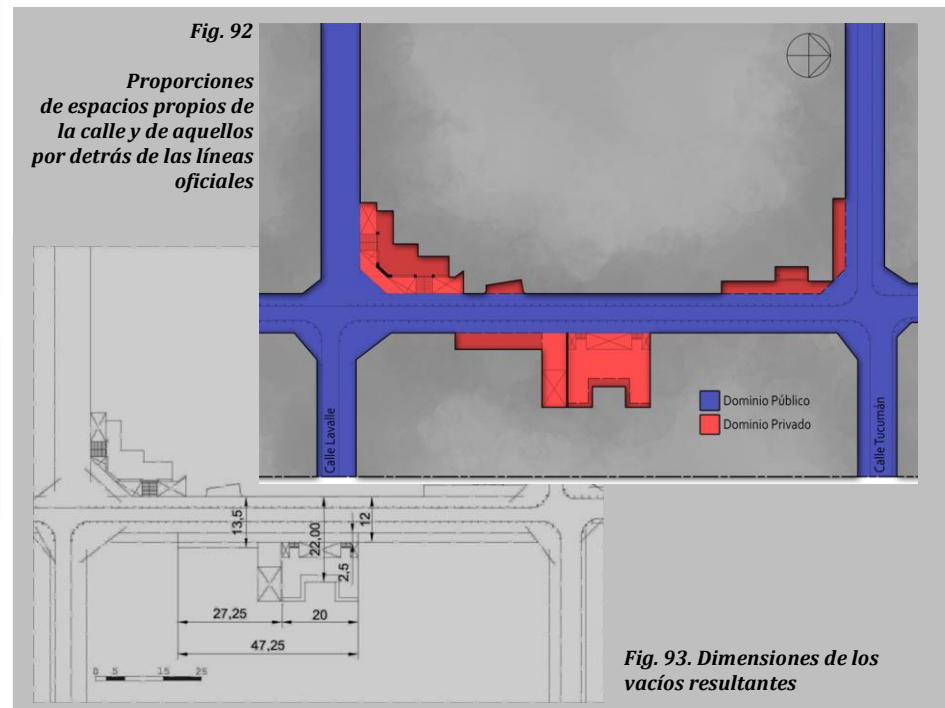 Fig. 92
Proporciones
de espacios propios de
la calle y de aquellos
por detrás de las líneas
oficiales
Dominio Público
Dominio Privado
Calle Lavalle
Calle Tucumán
13,5
22,00
12
2,5
27,25
20
47,25
0 5 15 25
Fig. 93. Dimensiones de los
vacíos resultantes